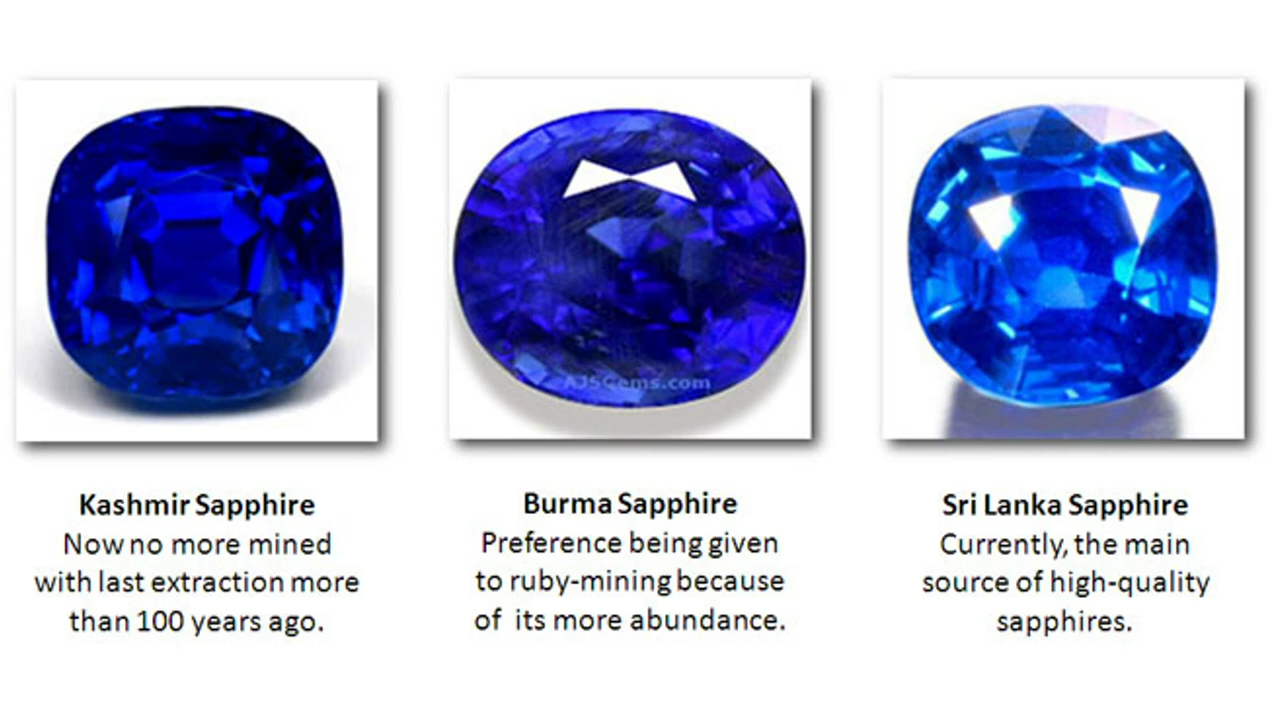 AJSGems.com
Kashmir Sapphire
Now no more mined
with last extraction more
than 100 years ago.
Burma Sapphire
Preference being given
to ruby-mining because
of its more abundance.
Sri Lanka Sapphire
Currently, the main
source of high-quality
sapphires.